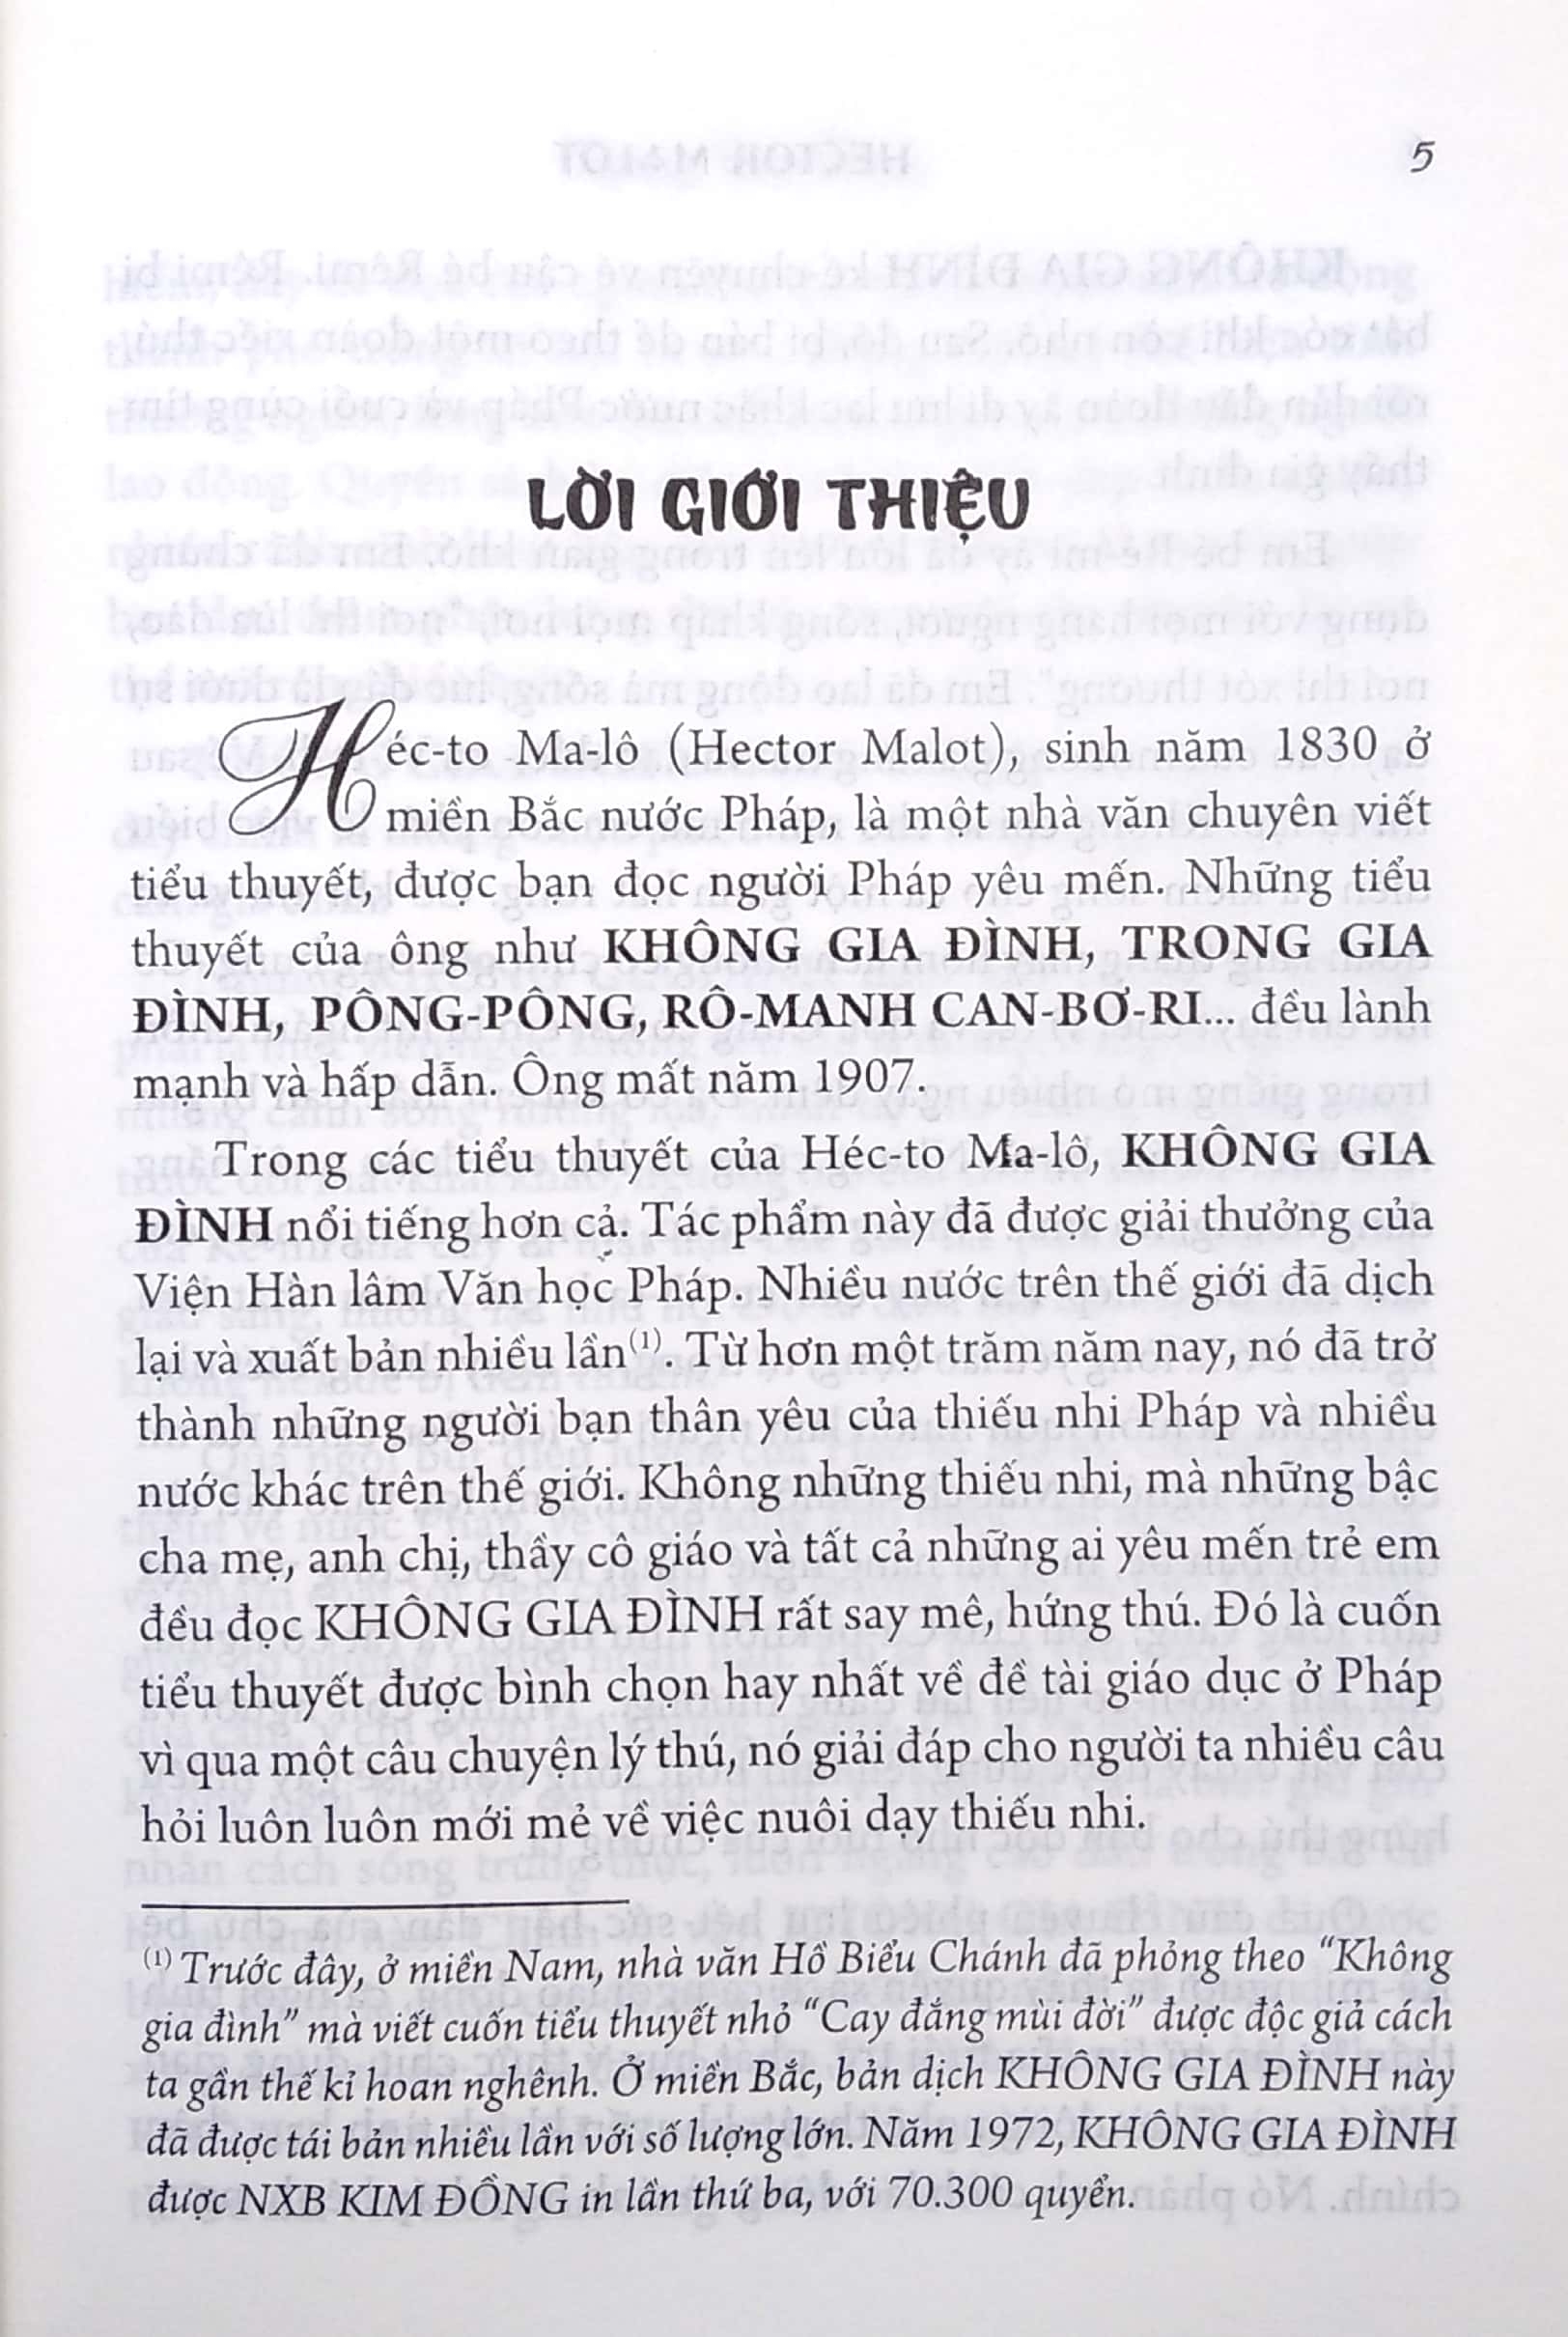 5
LỜI GIỚI THIỆU
Héc-to Ma-lô (Hector Malot), sinh năm 1830 ở
miền Bắc nước Pháp, là một nhà văn chuyên viết
tiểu thuyết, được bạn đọc người Pháp yêu mến. Những tiểu
thuyết của ông như KHÔNG GIA ĐÌNH, TRONG GIA
ĐÌNH, PÔNG-PÔNG, RÔ-MANH CAN-BƠ-RI... đều lành
mạnh và hấp dẫn. Ông mất năm 1907.
Trong các tiểu thuyết của Héc-to Ma-lô, KHÔNG GIA
ĐÌNH nổi tiếng hơn cả. Tác phẩm này đã được giải thưởng của
Viện Hàn lâm Văn học Pháp. Nhiều nước trên thế giới đã dịch
lại và xuất bản nhiều lần(1). Từ hơn một trăm năm nay, nó đã trở
thành những người bạn thân yêu của thiếu nhi Pháp và nhiều
nước khác trên thế giới. Không những thiếu nhi, mà những bậc
cha mẹ, anh chị, thầy cô giáo và tất cả những ai yêu mến trẻ em
đều đọc KHÔNG GIA ĐÌNH rất say mê, hứng thú. Đó là cuốn
tiểu thuyết được bình chọn hay nhất về đề tài giáo dục ở Pháp
vì qua một câu chuyện lý thú, nó giải đáp cho người ta nhiều câu
hỏi luôn luôn mới mẻ về việc nuôi dạy thiếu nhi.
(1) Trước đây, ở miền Nam, nhà văn Hồ Biểu Chánh đã phỏng theo “Không
gia đình” mà viết cuốn tiểu thuyết nhỏ “Cay đắng mùi đời” được độc giả cách
ta gần thế kỉ hoan nghênh. Ở miền Bắc, bản dịch KHÔNG GIA ĐÌNH này
đã được tái bản nhiều lần với số lượng lớn. Năm 1972, KHÔNG GIA ĐÌNH
được NXB KIM ĐỒNG in lần thứ ba, với 70.300 quyển.